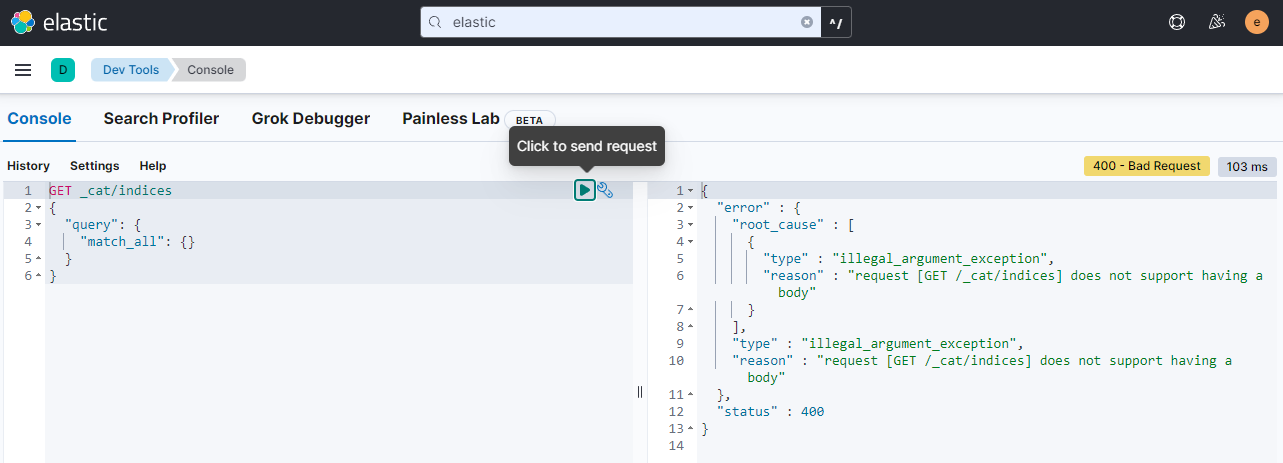 elastic
elastic
^/
e
D
Dev Tools
Console
Console
Search Profiler
Grok Debugger
Painless Lab
BETA
Click to send request
History
Settings
Help
400 - Bad Request
103 ms
1 GET _cat/indices
2 {
3 "query": {
4 "match_all": {}
5 }
6 }
1 {
2 "error" : {
3 "root_cause" : [
4 {
5 "type" : "illegal_argument_exception",
6 "reason" : "request [GET /_cat/indices] does not support having a
body"
7 }
8 ],
9 "type" : "illegal_argument_exception",
10 "reason" : "request [GET /_cat/indices] does not support having a
body"
11 },
12 "status" : 400
13 }
14